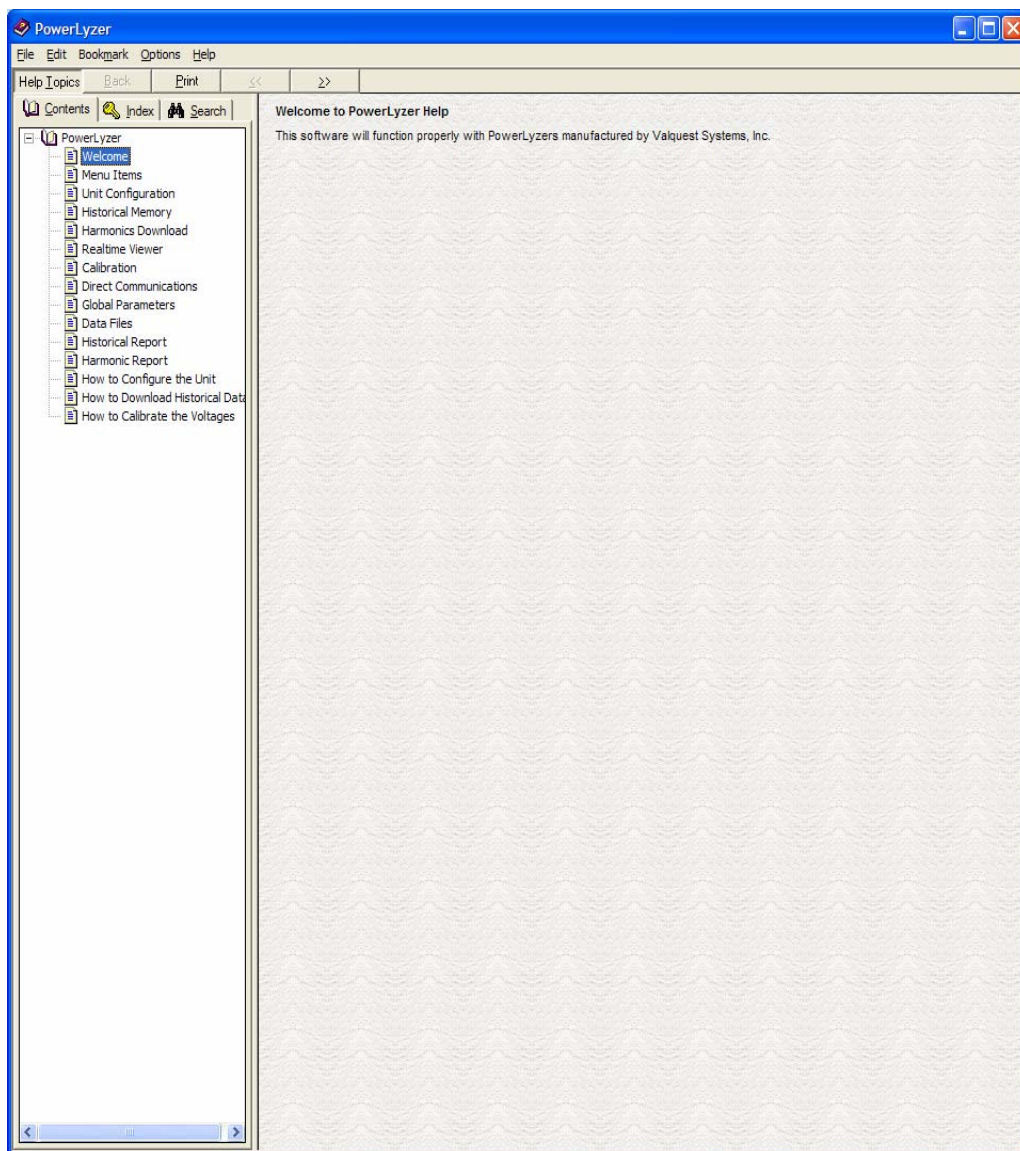 PowerLyzer
File Edit Bookmark Options Help
Help Topics Back Print << >>
Contents Index Search
PowerLyzer
Welcome
Menu Items
Unit Configuration
Historical Memory
Harmonics Download
Realtime Viewer
Calibration
Direct Communications
Global Parameters
Data Files
Historical Report
Harmonic Report
How to Configure the Unit
How to Download Historical Data
How to Calibrate the Voltages
Welcome to PowerLyzer Help
This software will function properly with PowerLyzers manufactured by Valquest Systems, Inc.